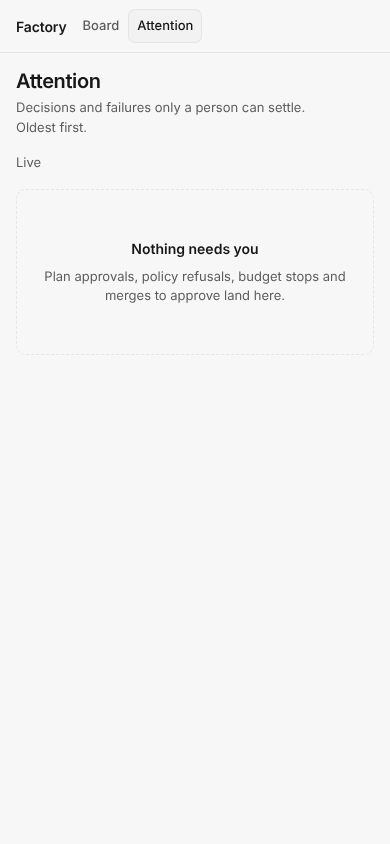 Factory Board Attention
Attention
Decisions and failures only a person can settle.
Oldest first.
Live
Nothing needs you
Plan approvals, policy refusals, budget stops and
merges to approve land here.